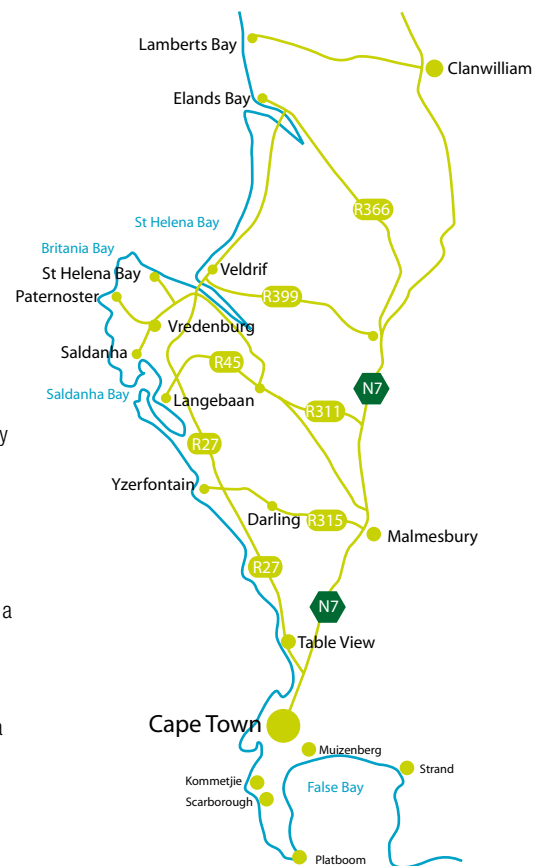 Lamberts Bay
Clanwilliam
Elands Bay
R366
St Helena Bay
Britania Bay
Veldrif
St Helena Bay
Paternoster
R399
Vredenburg
Saldanha
R45
N7
Saldanha Bay
Langebaan
R311
y
R27
Yzerfontain
Darling
R315
Malmesbury
R27
a
N7
Table View
a
Cape Town
Muizenberg
Strand
Kommetjie
False Bay
Scarborough
Platboom